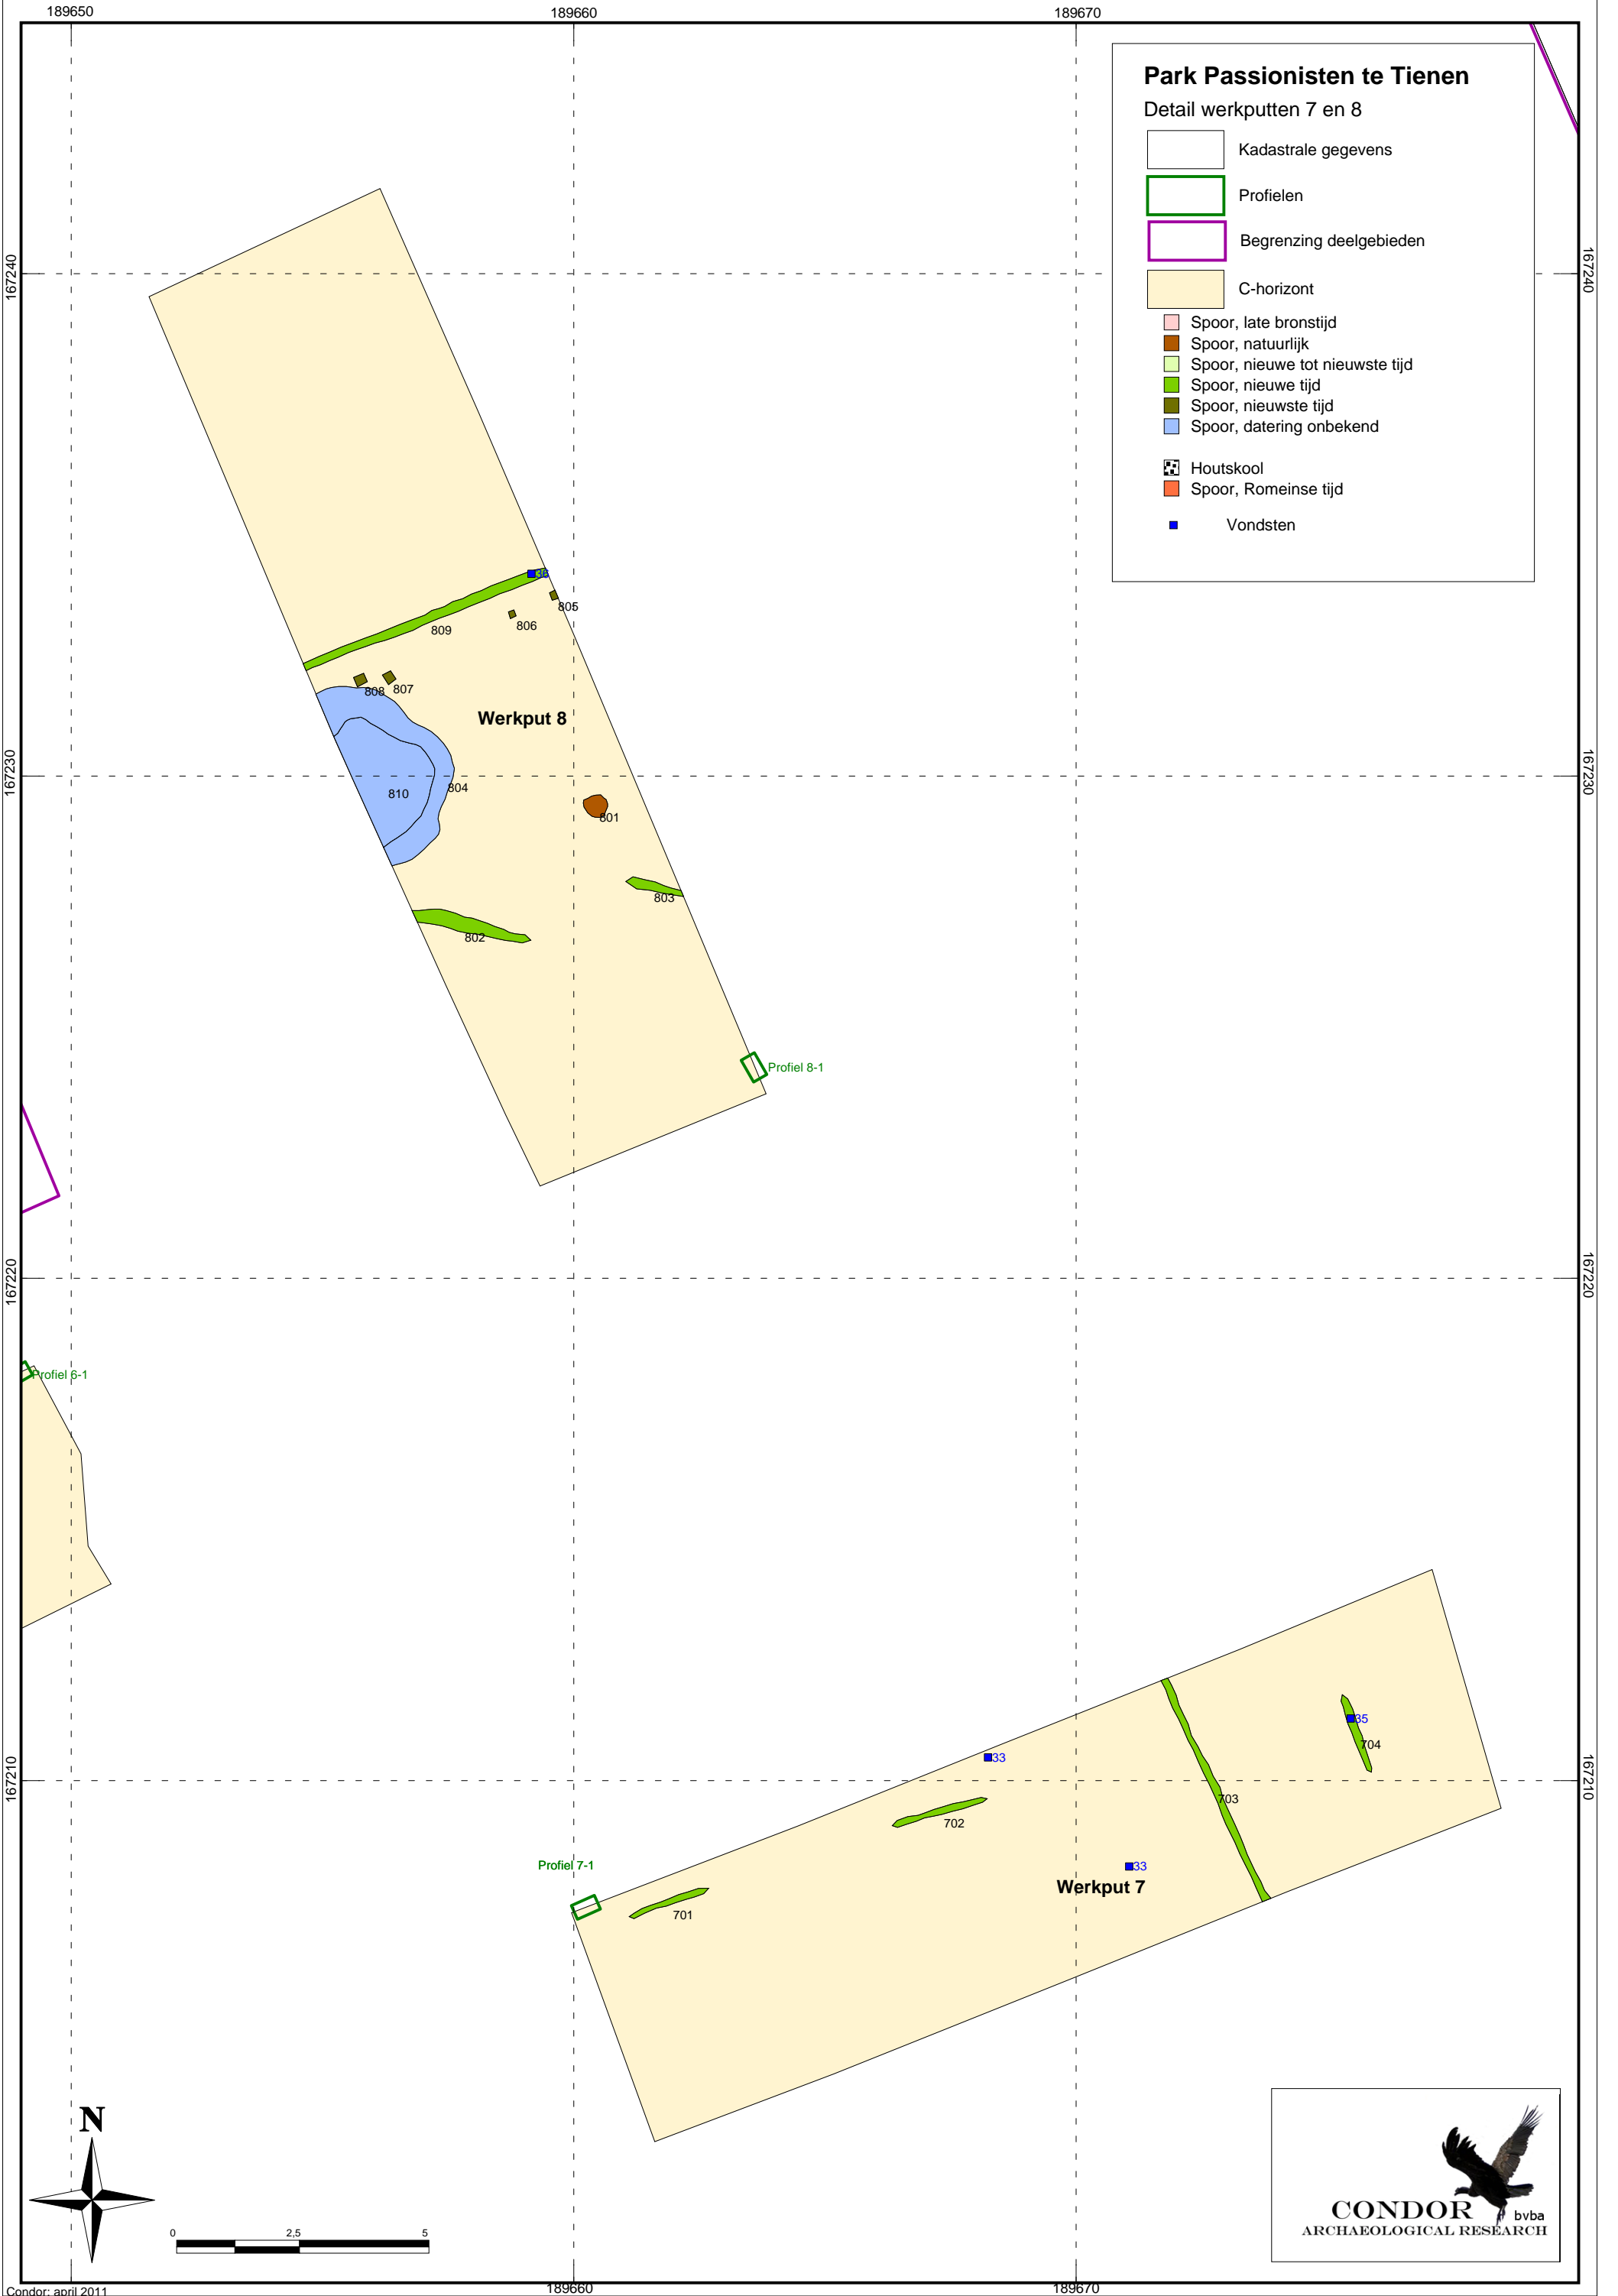 189650
189660
189670
Park Passionisten te Tienen
Detail werkputten 7 en 8
Kadastrale gegevens
Profielen
Begrenzing deelgebieden
C-horizont
Spoor, late bronstijd
Spoor, natuurlijk
Spoor, nieuwe tot nieuwste tijd
Spoor, nieuwe tijd
Spoor, nieuwste tijd
Spoor, datering onbekend
Houtskool
Spoor, Romeinse tijd
Vondsten
167240
167240
36
805
806
809
808
807
Werkput 8
167230
167230
804
810
801
803
802
Profiel 8-1
167220
167220
Profiel 6-1
35
704
33
167210
167210
703
702
Profiel 7-1
33
Werkput 7
701
N
0
2,5
5
CONDOR bvba
ARCHAEOLOGICAL RESEARCH
189660
189670
Condor: april 2011